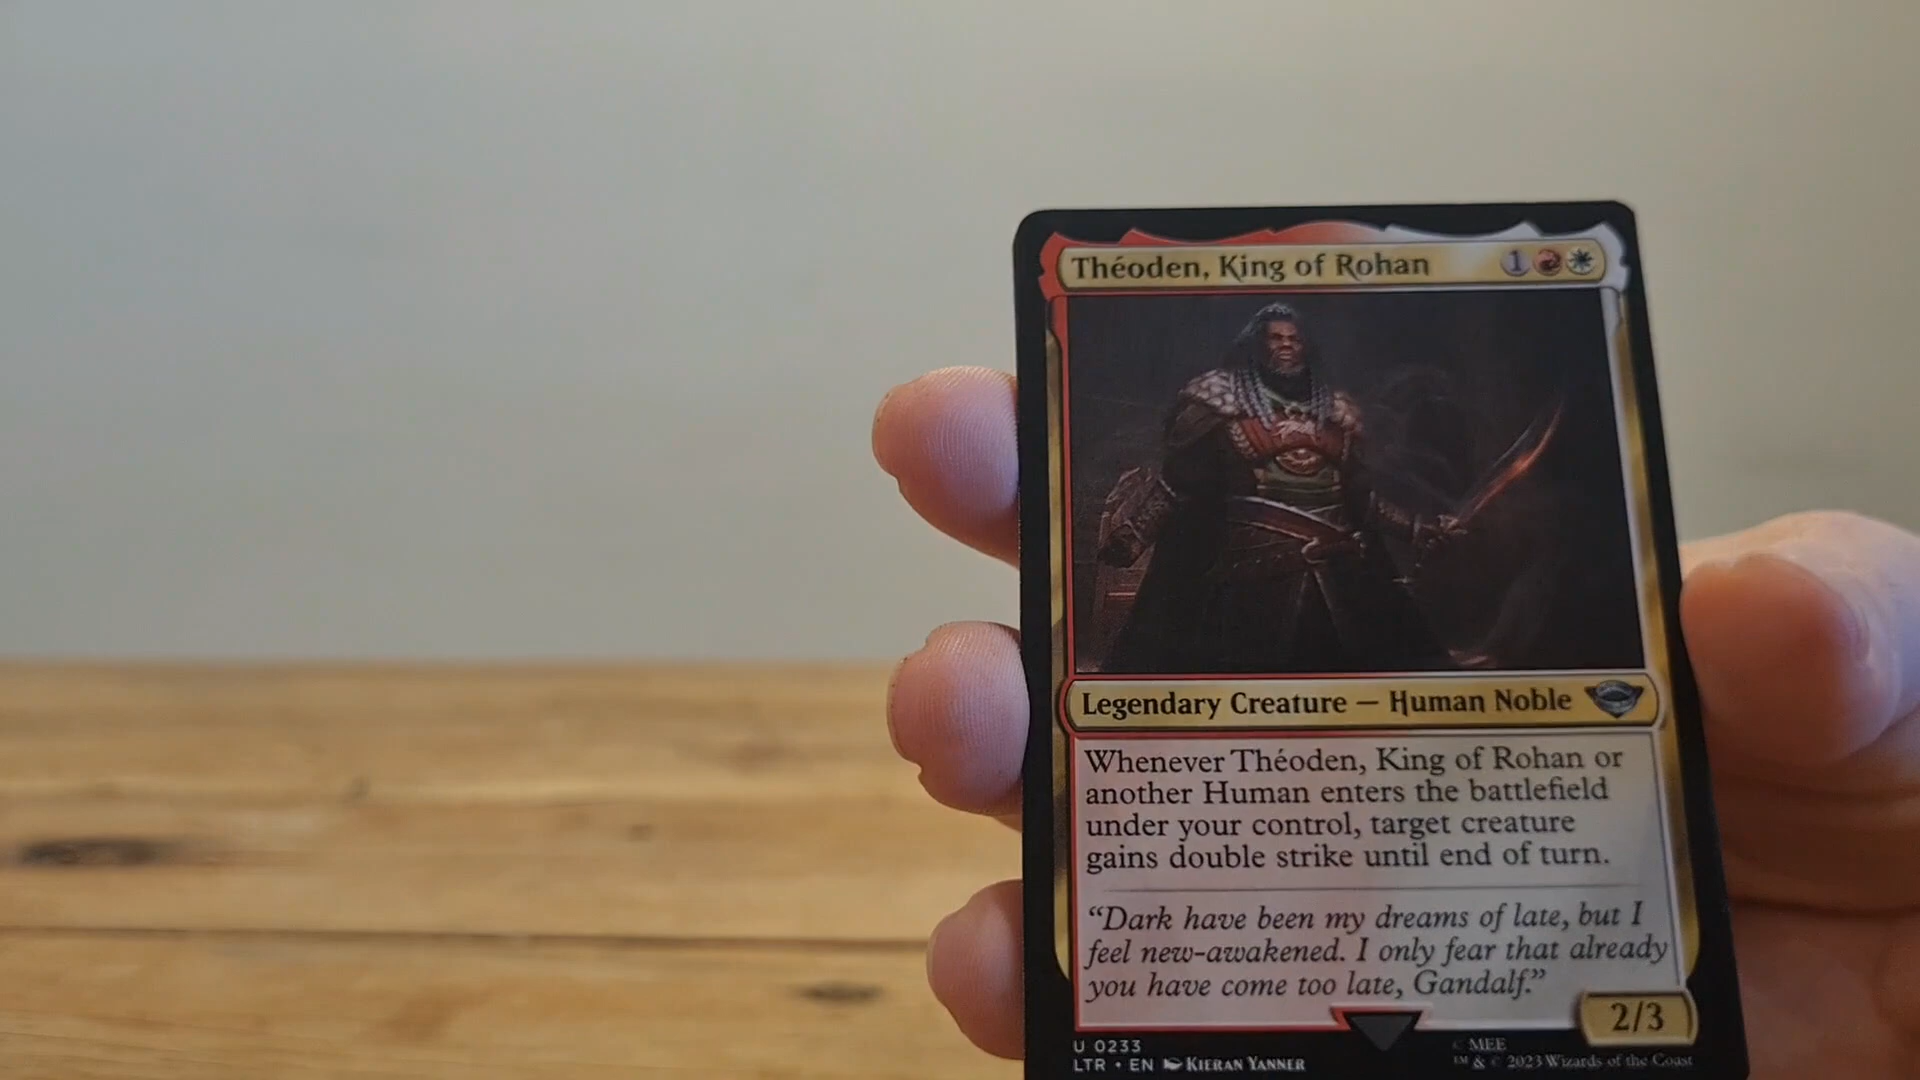 Théoden, King of Rohan 1
Legendary Creature — Human Noble
Whenever Théoden, King of Rohan or
another Human enters the battlefield
under your control, target creature
gains double strike until end of turn.
“Dark have been my dreams of late, but I
feel new-awakened. I only fear that already
you have come too late, Gandalf.”
2/3
U 0233
LTR • EN KIERAN YANNER
© MEE
™ & © 2023 Wizards of the Coast